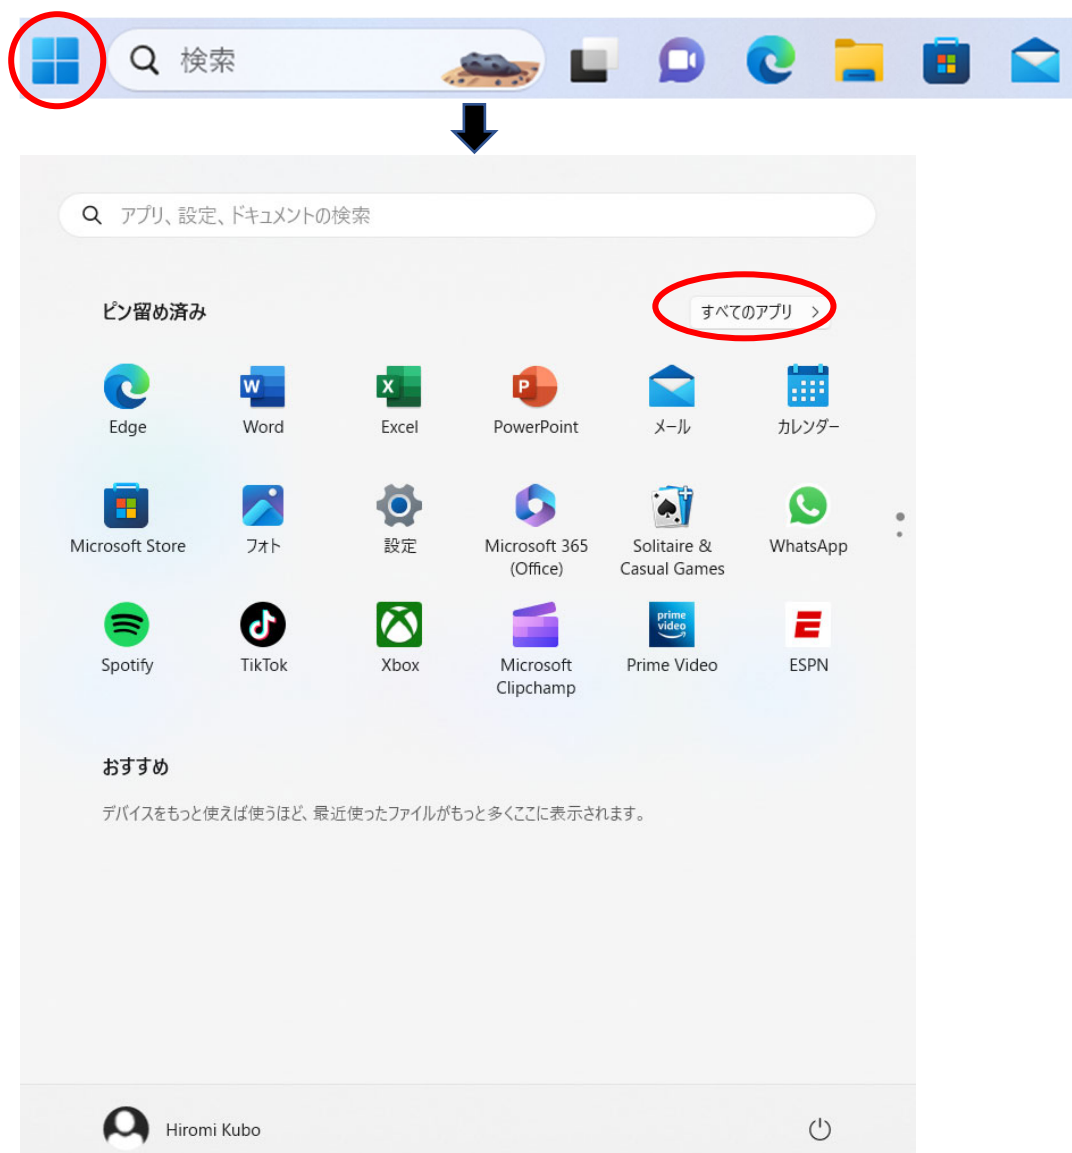 検索
アプリ、設定、ドキュメントの検索
ピン留め済み
すべてのアプリ >
Edge
Word
Excel
PowerPoint
メール
カレンダー
Microsoft Store
フォト
設定
Microsoft 365
(Office)
Solitaire &
Casual Games
WhatsApp
prime
video
Spotify
TikTok
Xbox
Microsoft
Clipchamp
Prime Video
ESPN
おすすめ
デバイスをもっと使えば使うほど、最近使ったファイルがもっと多くここに表示されます。
Hiromi Kubo